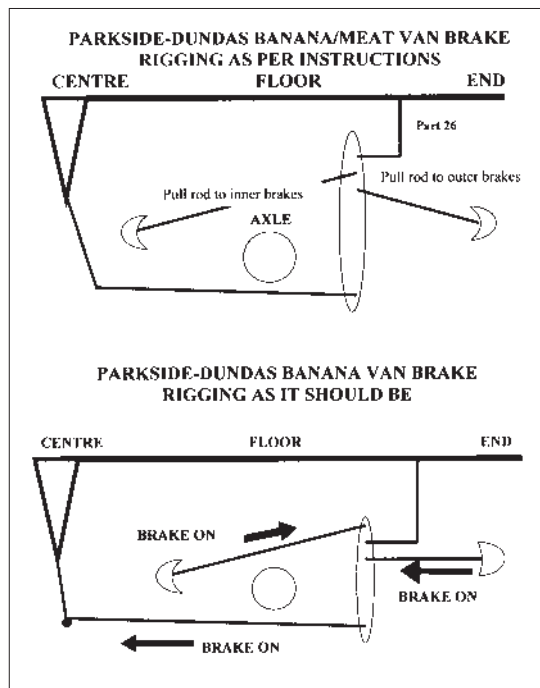 PARKSIDE-DUNDAS BANANA/MEAT VAN BRAKE
RIGGING AS PER INSTRUCTIONS
CENTRE FLOOR END
Part 26
Pull rod to outer brakes
Pull rod to inner brakes
AXLE
PARKSIDE-DUNDAS BANANA VAN BRAKE
RIGGING AS IT SHOULD BE
CENTRE FLOOR END
BRAKE ON
BRAKE ON
BRAKE ON